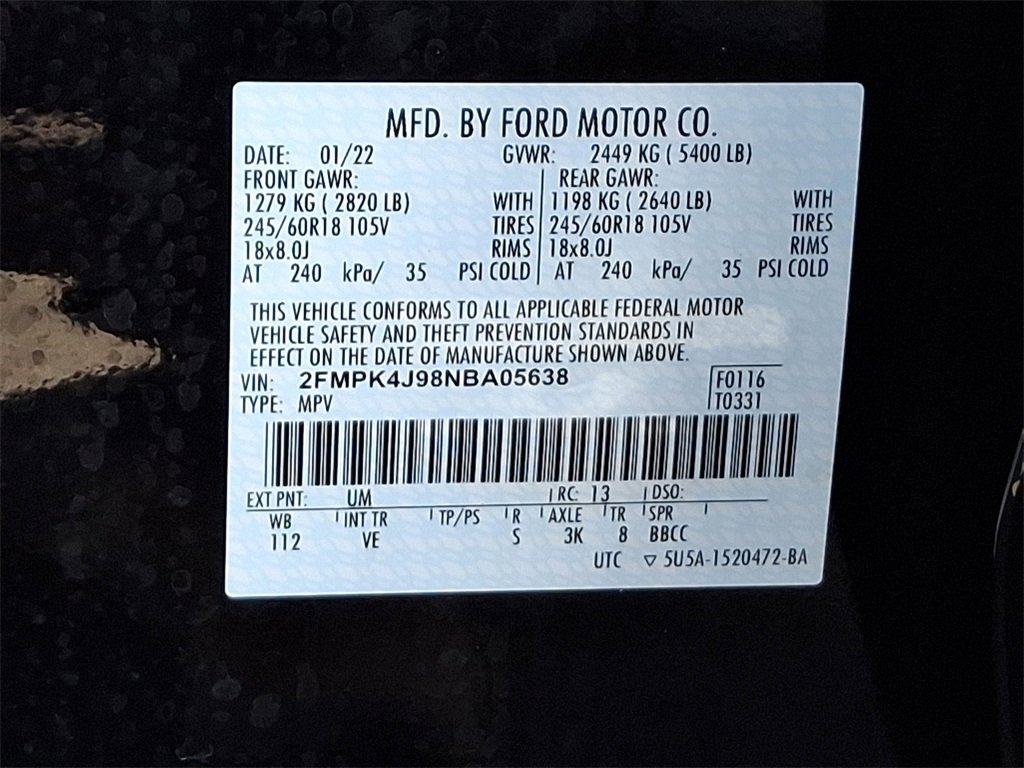 MFD. BY FORD MOTOR CO.
DATE: 01/22 GVWR: 2449 KG ( 5400 LB)
FRONT GAWR: REAR GAWR:
1279 KG ( 2820 LB) WITH 1198 KG ( 2640 LB) WITH
245/60R18 105V TIRES 245/60R18 105V TIRES
18x8.0J RIMS 18x8.0J RIMS
AT 240 kPa/ 35 PSI COLD AT 240 kPa/ 35 PSI COLD
THIS VEHICLE CONFORMS TO ALL APPLICABLE FEDERAL MOTOR
VEHICLE SAFETY AND THEFT PREVENTION STANDARDS IN
EFFECT ON THE DATE OF MANUFACTURE SHOWN ABOVE.
VIN: 2FMPK4J98NBA05638 F0116
TYPE: MPV T0331
EXT PNT: UM RC: 13 DSO:
WB INT TR TP/PS R AXLE TR SPR
112 VE S 3K 8 BBCC
UTC ▽ 5U5A-1520472-BA